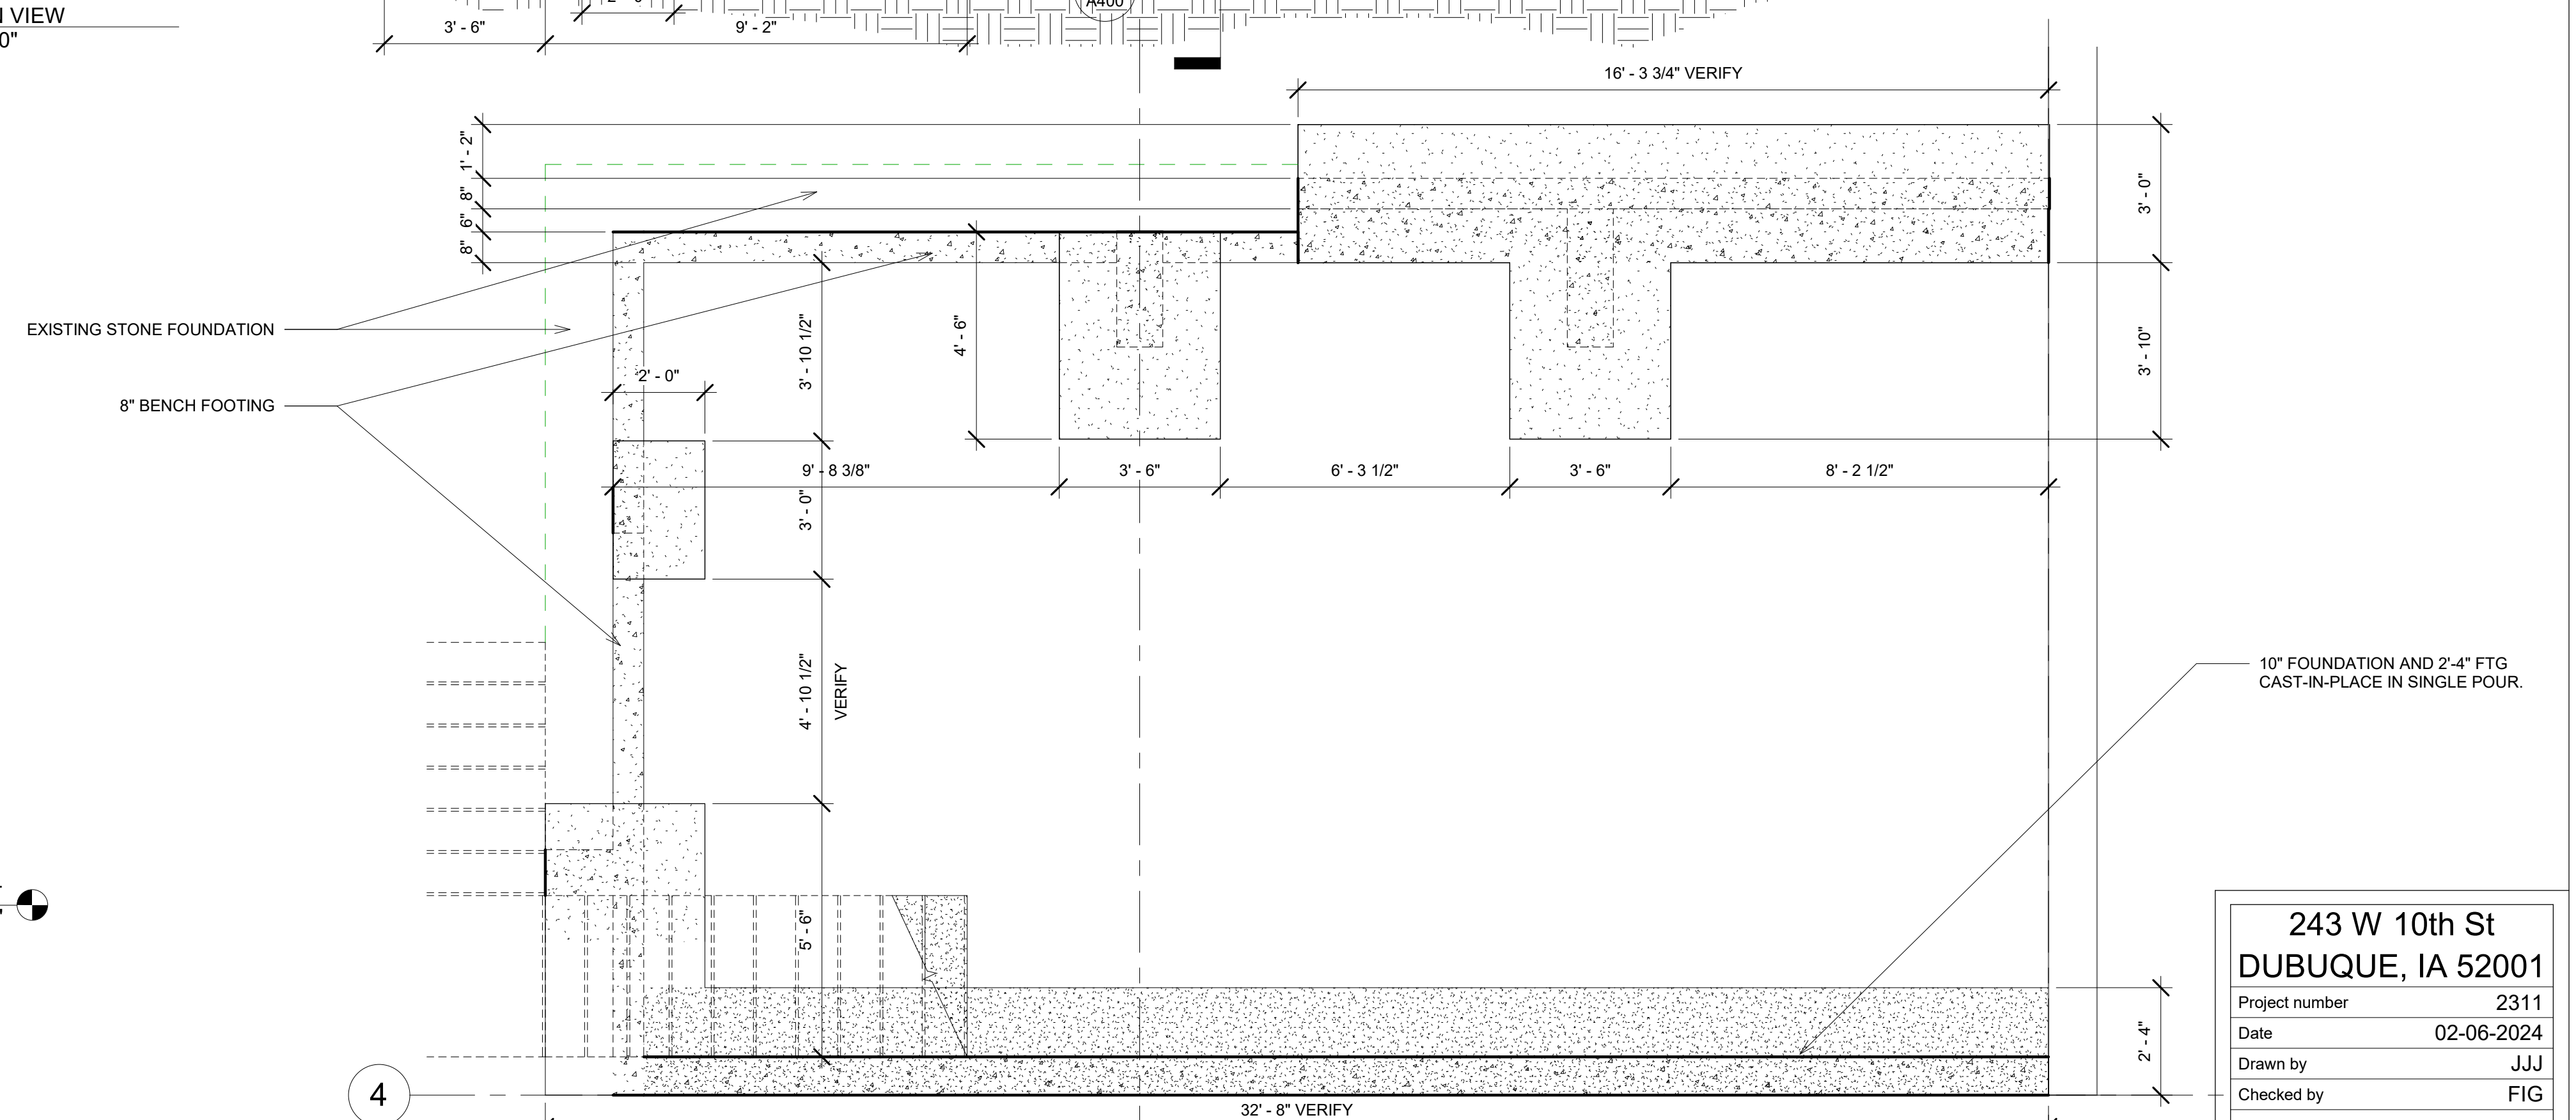 N VIEW
0"
A400
3' - 6"
9' - 2"
16' - 3 3/4" VERIFY
1' - 2"
8"
6"
8"
3' - 0"
EXISTING STONE FOUNDATION
3' - 10 1/2"
4' - 6"
3' - 10"
2' - 0"
8" BENCH FOOTING
9' - 8 3/8"
3' - 6"
6' - 3 1/2"
3' - 6"
8' - 2 1/2"
3' - 0"
4' - 10 1/2"
VERIFY
10" FOUNDATION AND 2'-4" FTG
CAST-IN-PLACE IN SINGLE POUR.
5' - 6"
2' - 4"
4
32' - 8" VERIFY
243 W 10th St
DUBUQUE, IA 52001
Project number 2311
Date 02-06-2024
Drawn by JJJ
Checked by FIG